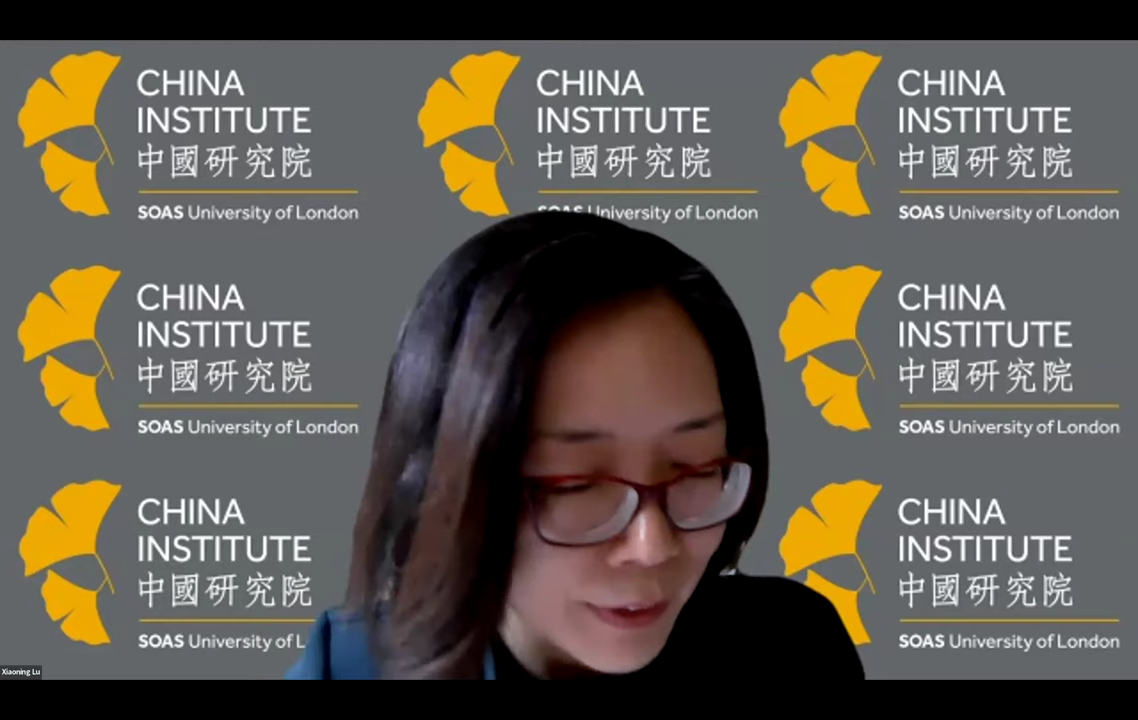 CHINA
INSTITUTE
中國研究院
SOAS University of London
CHINA
INSTITUTE
中國研究院
SOAS University of London
CHINA
INSTITUTE
中國研究院
SOAS University of London
CHINA
INSTITUTE
中國研究院
SOAS University of London
CHINA
INSTITUTE
中國研究院
SOAS University of London
CHINA
INSTITUTE
中國研究院
SOAS University of L
CHINA
INSTITUTE
中國研究院
SOAS University of London
Xiaoning Lu